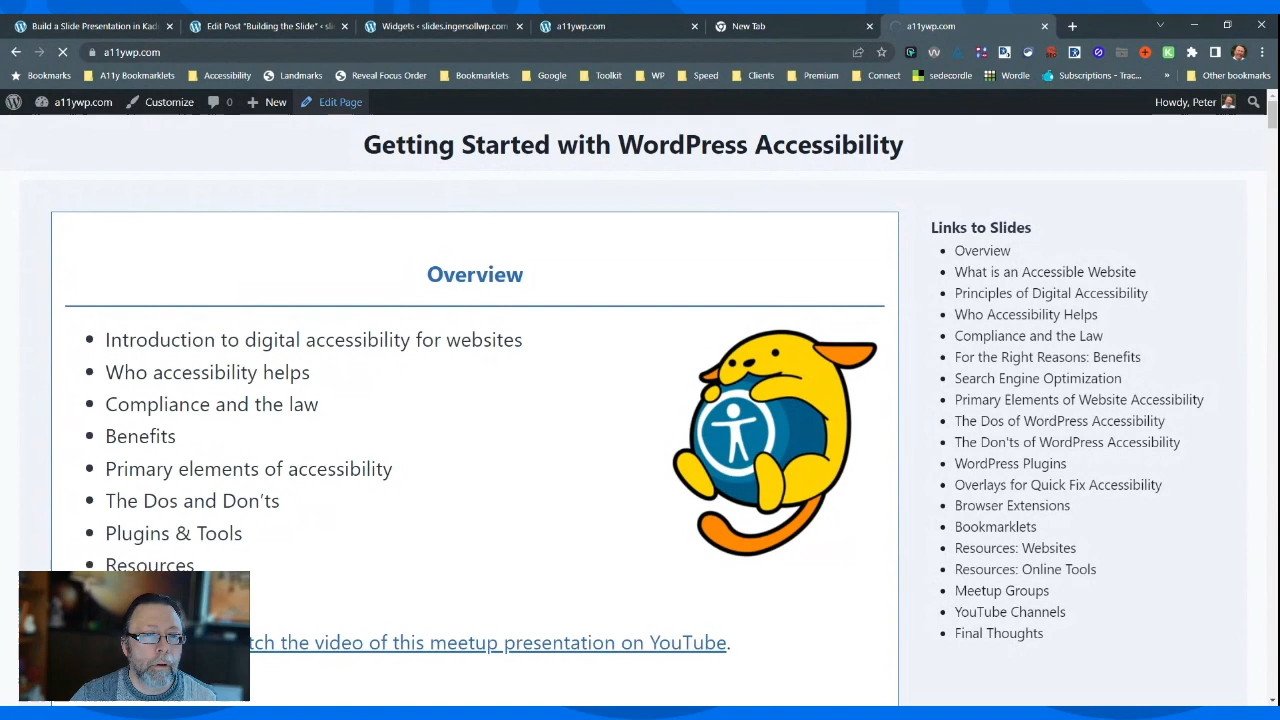 Build a Slide Presentation in Kade
Edit Post "Building the Slide" ‹ sli
Widgets ‹ slides.ingersollwp.com
a11ywp.com
New Tab
a11ywp.com
a11ywp.com
Bookmarks
A11y Bookmarklets
Accessibility
Landmarks
Reveal Focus Order
Bookmarklets
Google
Toolkit
WP
Speed
Clients
Premium
Connect
sedecordle
Wordle
Subscriptions - Trac...
»
Other bookmarks
a11ywp.com
Customize
0
New
Edit Page
Howdy, Peter
Getting Started with WordPress Accessibility
Overview
• Introduction to digital accessibility for websites
• Who accessibility helps
• Compliance and the law
• Benefits
• Primary elements of accessibility
• The Dos and Don'ts
• Plugins & Tools
• Resources
tch the video of this meetup presentation on YouTube.
Links to Slides
• Overview
• What is an Accessible Website
• Principles of Digital Accessibility
• Who Accessibility Helps
• Compliance and the Law
• For the Right Reasons: Benefits
• Search Engine Optimization
• Primary Elements of Website Accessibility
• The Dos of WordPress Accessibility
• The Don'ts of WordPress Accessibility
• WordPress Plugins
• Overlays for Quick Fix Accessibility
• Browser Extensions
• Bookmarklets
• Resources: Websites
• Resources: Online Tools
• Meetup Groups
• YouTube Channels
• Final Thoughts